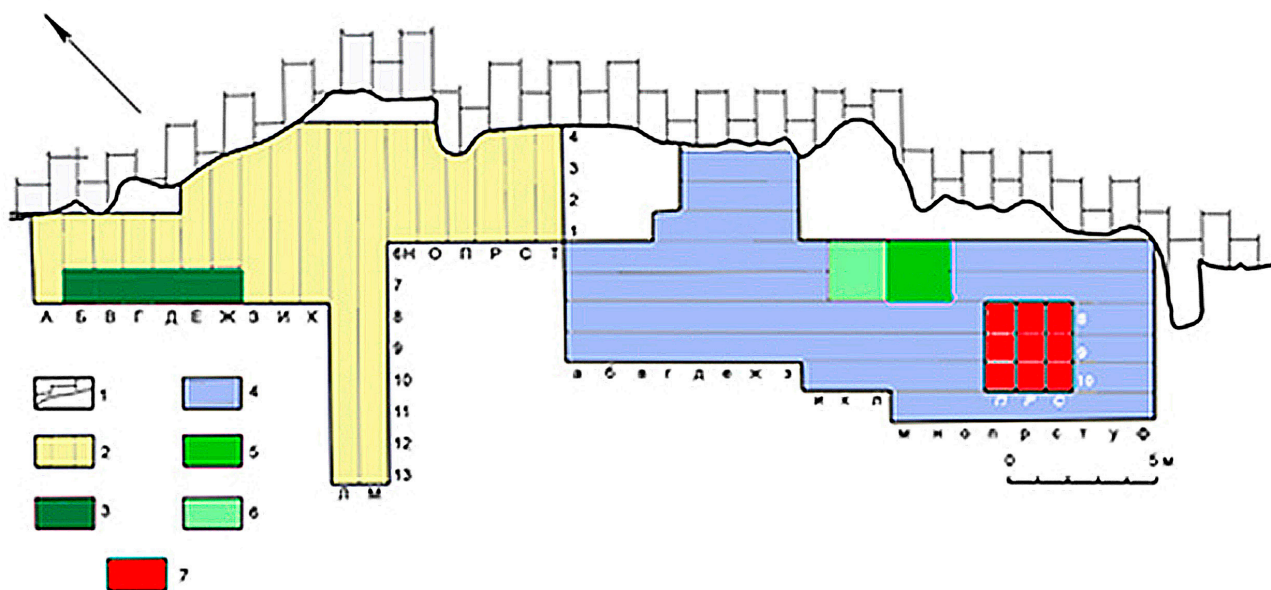 4
3
2
1
6 Н О П Р С Т
7
А Б В Г Д Е Ж З И К
8
9
10
11
12
13
Л М
а б в г д е ж з
и к л
8
9
10
П Р С
м н о п р с т у ф
0 5 м
1
2
3
4
5
6
7